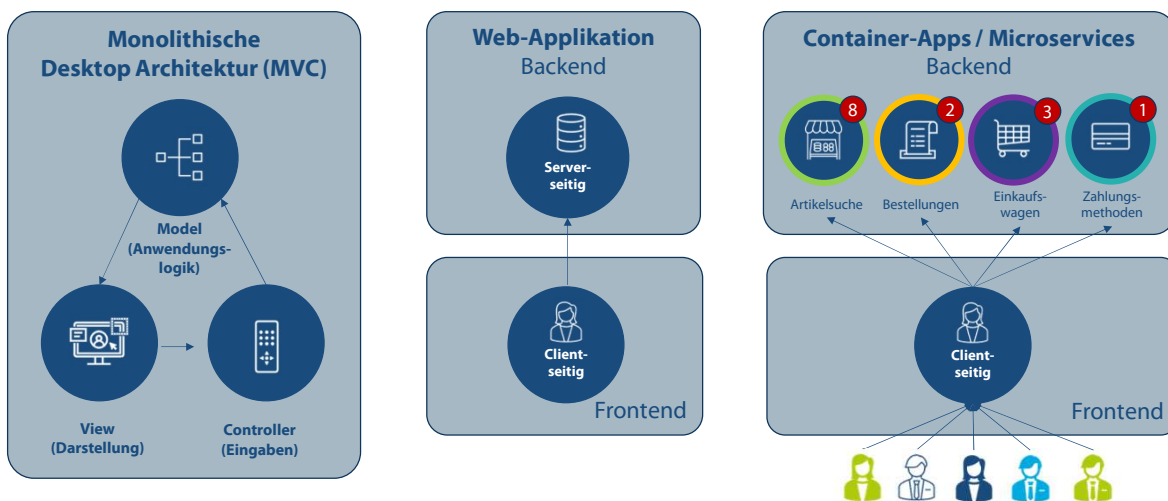 Monolithische
Desktop Architektur (MVC)
Model
(Anwendungs-
logik)
View
(Darstellung)
Controller
(Eingaben)
Web-Applikation
Backend
Server-
seitig
Client-
seitig
Frontend
Container-Apps / Microservices
Backend
8
2
3
1
88
Artikelsuche
Bestellungen
Einkaufs-
wagen
Zahlungs-
methoden
Client-
seitig
Frontend